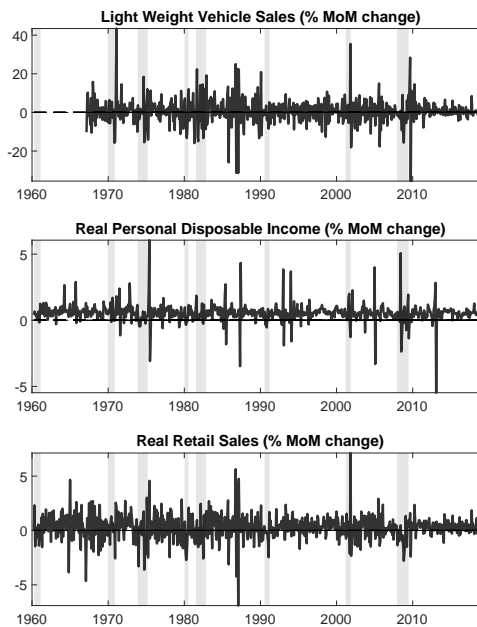 Light Weight Vehicle Sales (% MoM change)
40
20
0
-20
1960 1970 1980 1990 2000 2010
Real Personal Disposable Income (% MoM change)
5
0
-5
1960 1970 1980 1990 2000 2010
Real Retail Sales (% MoM change)
5
0
-5
1960 1970 1980 1990 2000 2010